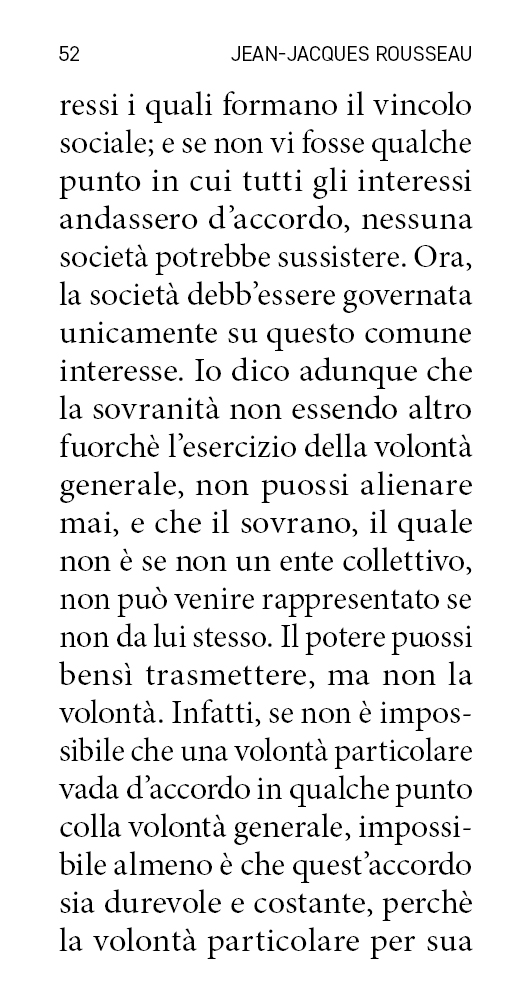 52 JEAN-JACQUES ROUSSEAU
ressi i quali formano il vincolo
sociale; e se non vi fosse qualche
punto in cui tutti gli interessi
andassero d’accordo, nessuna
società potrebbe sussistere. Ora,
la società debb’essere governata
unicamente su questo comune
interesse. Io dico adunque che
la sovranità non essendo altro
fuorchè l’esercizio della volontà
generale, non puossi alienare
mai, e che il sovrano, il quale
non è se non un ente collettivo,
non può venire rappresentato se
non da lui stesso. Il potere puossi
bensì trasmettere, ma non la
volontà. Infatti, se non è impos-
sibile che una volontà particolare
vada d’accordo in qualche punto
colla volontà generale, impossi-
bile almeno è che quest’accordo
sia durevole e costante, perchè
la volontà particolare per sua